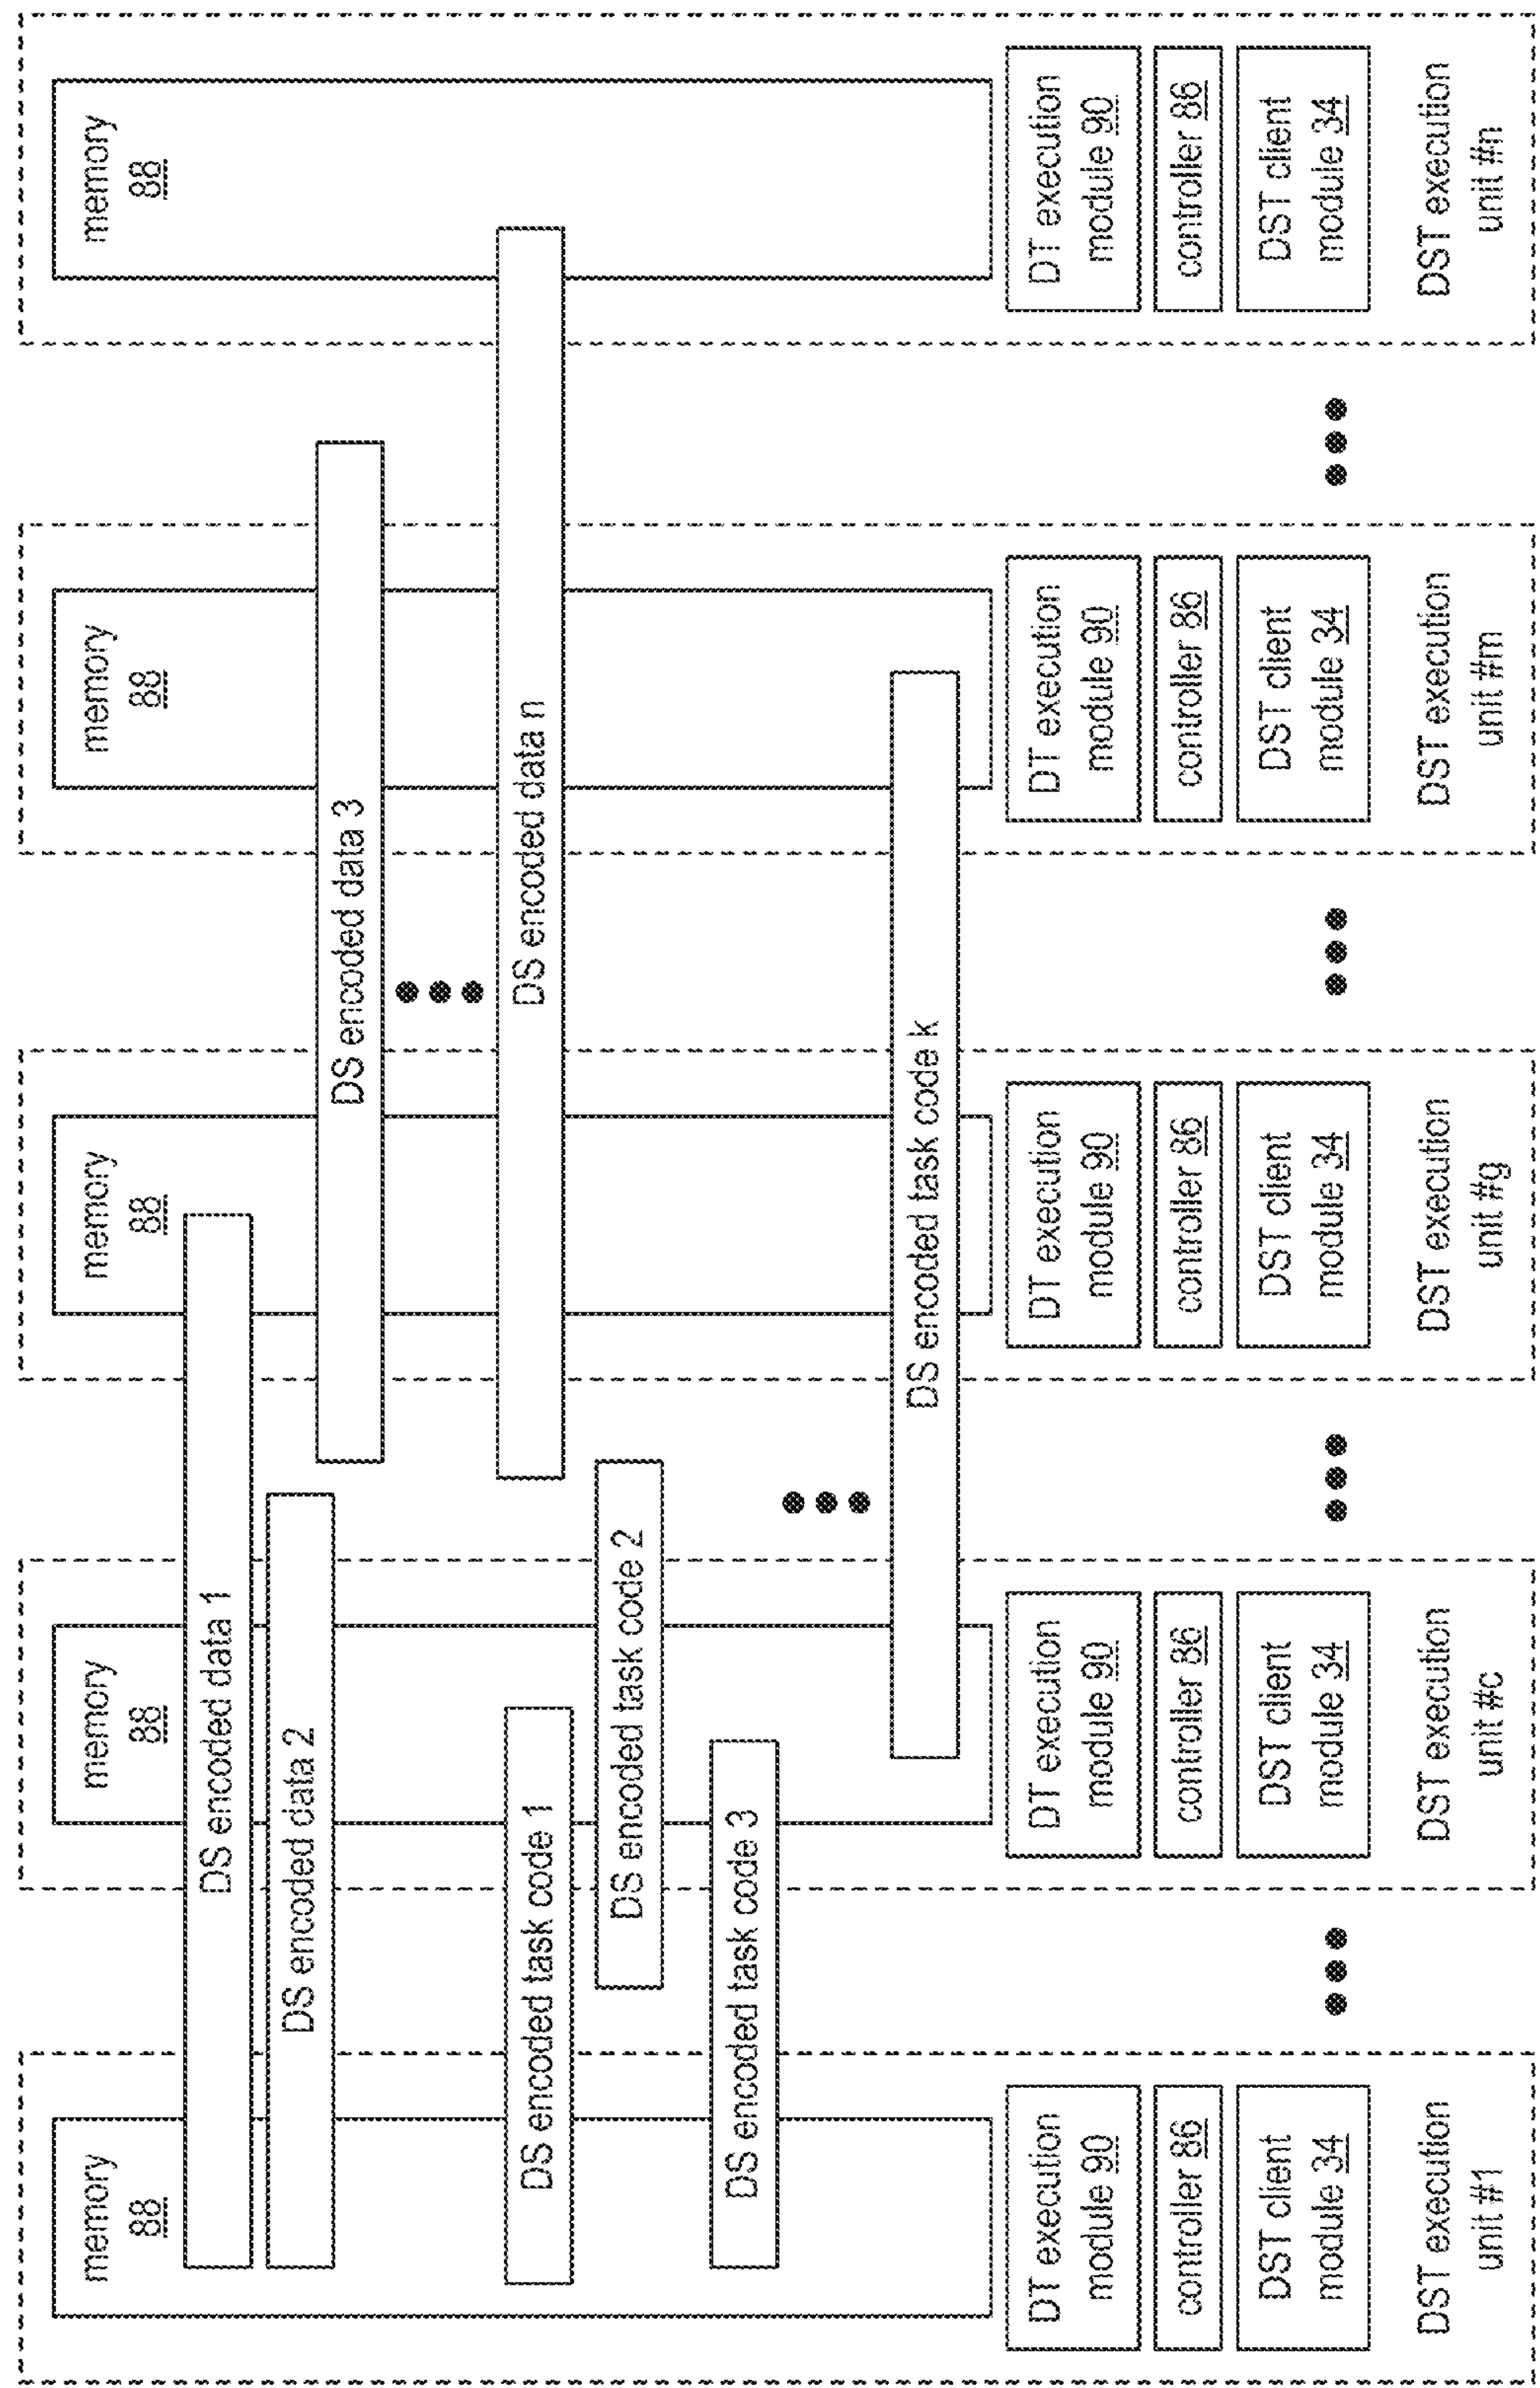 memory
88
memory
88
memory
88
memory
88
memory
88
DS encoded data 1
DS encoded data 2
DS encoded data 3
DS encoded data n
DS encoded task code 1
DS encoded task code 2
DS encoded task code 3
DS encoded task code k
DT execution
module 90
controller 86
DST client
module 34
DST execution
unit #1
DT execution
module 90
controller 86
DST client
module 34
DST execution
unit #c
DT execution
module 90
controller 86
DST client
module 34
DST execution
unit #g
DT execution
module 90
controller 86
DST client
module 34
DST execution
unit #m
DT execution
module 90
controller 86
DST client
module 34
DST execution
unit #n